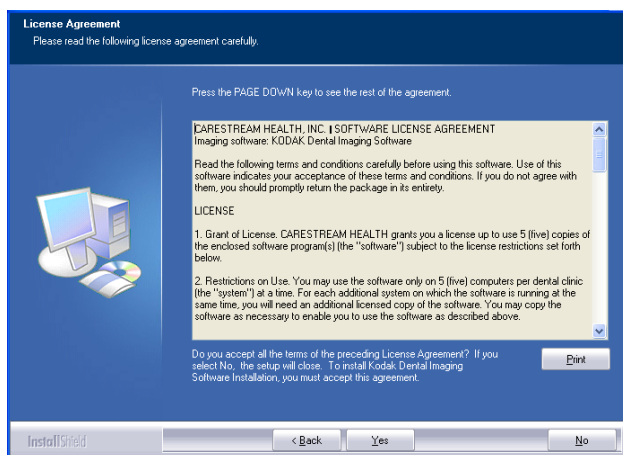 License Agreement
Please read the following license agreement carefully.
Press the PAGE DOWN key to see the rest of the agreement.
CARESTREAM HEALTH, INC. | SOFTWARE LICENSE AGREEMENT
Imaging software: KODAK Dental Imaging Software
Read the following terms and conditions carefully before using this software. Use of
this software indicates your acceptance of these terms and conditions. If you do not agree with
them, you should promptly return the package in its entirety.
LICENSE
1. Grant of License. CARESTREAM HEALTH grants you a license up to use 5 (five) copies of
the enclosed software program(s) (the "software") subject to the license restrictions set forth
below.
2. Restrictions on Use. You may use the software only on 5 (five) computers per dental clinic
(the "system") at a time. For each additional system on which the software is running at the
same time, you will need an additional licensed copy of the software. You may copy the
software as necessary to enable you to use the software as described above.
Do you accept all the terms of the preceding License Agreement? If you
select No, the setup will close. To install Kodak Dental Imaging
Software Installation, you must accept this agreement.
Print
InstallShield
< Back
Yes
No